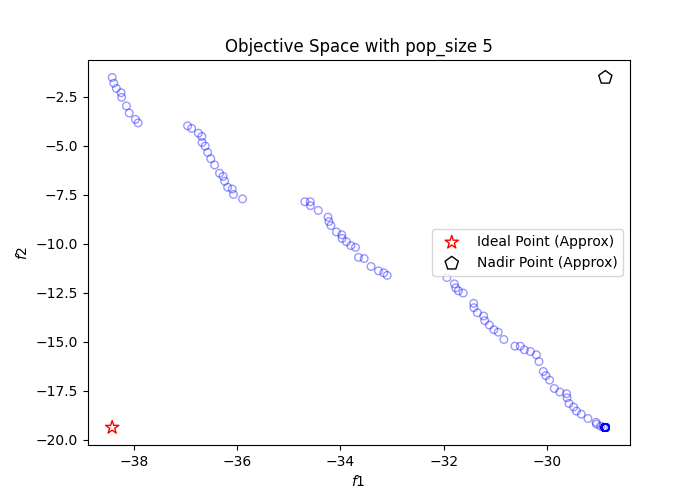 Objective Space with pop_size 5
−2.5
−5.0
−7.5
−10.0
−12.5
−15.0
−17.5
−20.0
f2
Ideal Point (Approx)
Nadir Point (Approx)
−38
−36
−34
−32
−30
f1